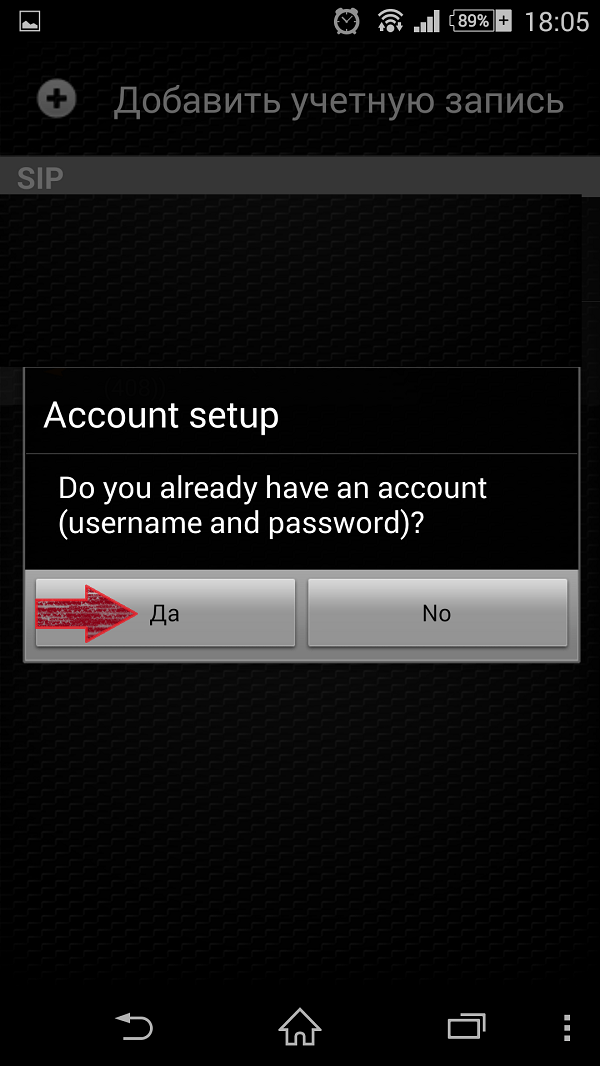 89%
18:05
Добавить учетную запись
SIP
Account setup
Do you already have an account
(username and password)?
Да
No